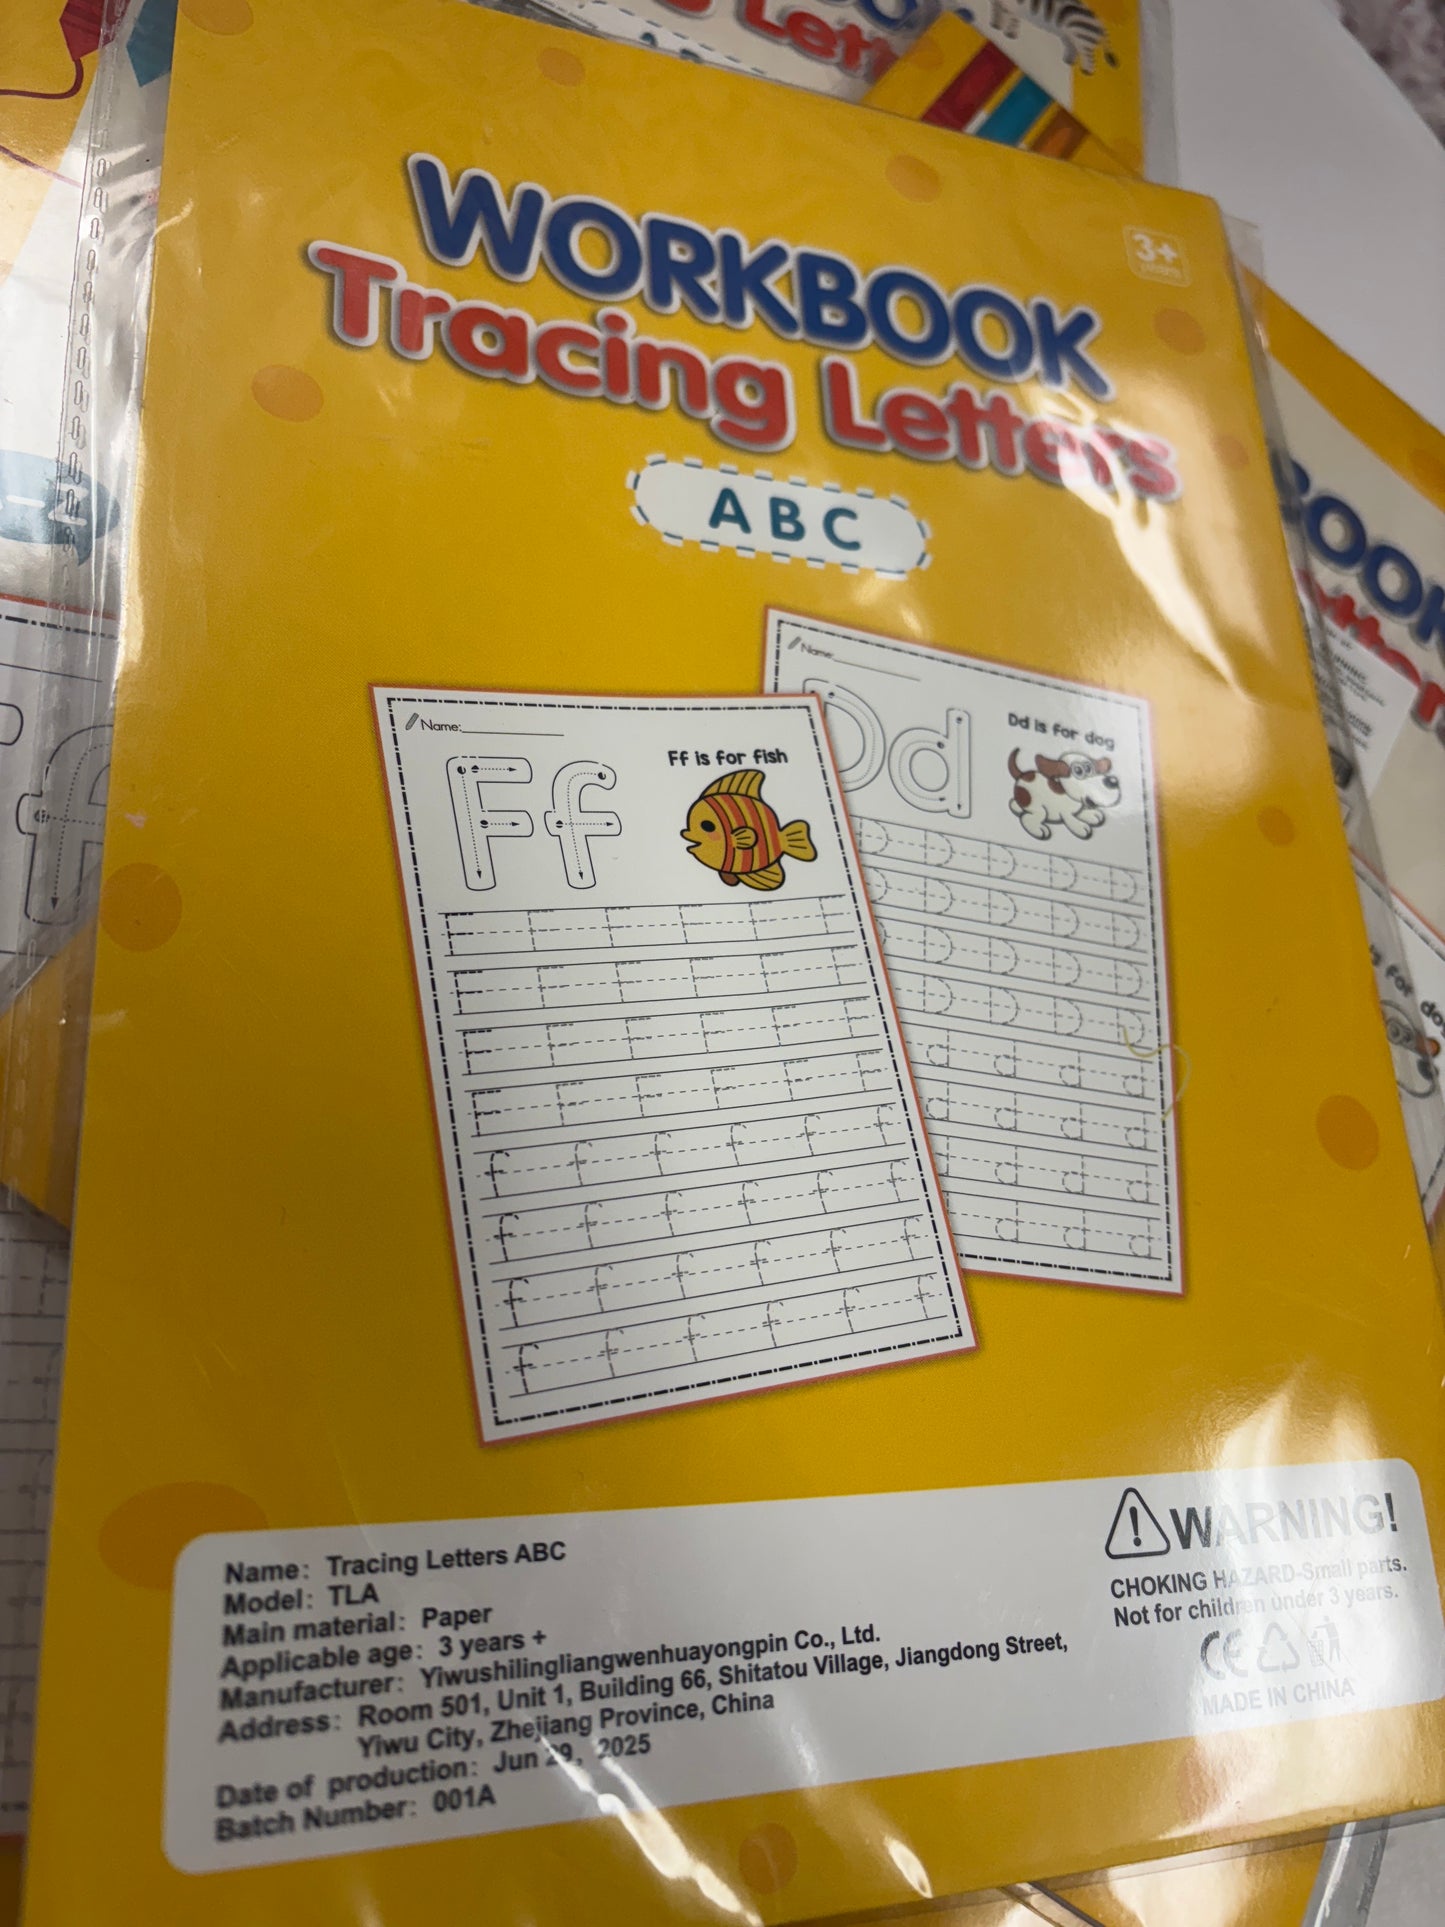 WORKBOOK
Tracing Letters
3+
A B C
Name:
Ff
Ff is for fish
Name:
Dd
Dd is for dog
Name: Tracing Letters ABC
Model: TLA
Main material: Paper
Applicable age: 3 years +
Manufacturer: Yiwushilingliangwenhuayongpin Co., Ltd.
Address: Room 501, Unit 1, Building 66, Shitatou Village, Jiangdong Street,
Yiwu City, Zhejiang Province, China
Date of production: Jun 29, 2025
Batch Number: 001A
WARNING!
CHOKING HAZARD-Small parts.
Not for children under 3 years.
CE
MADE IN CHINA